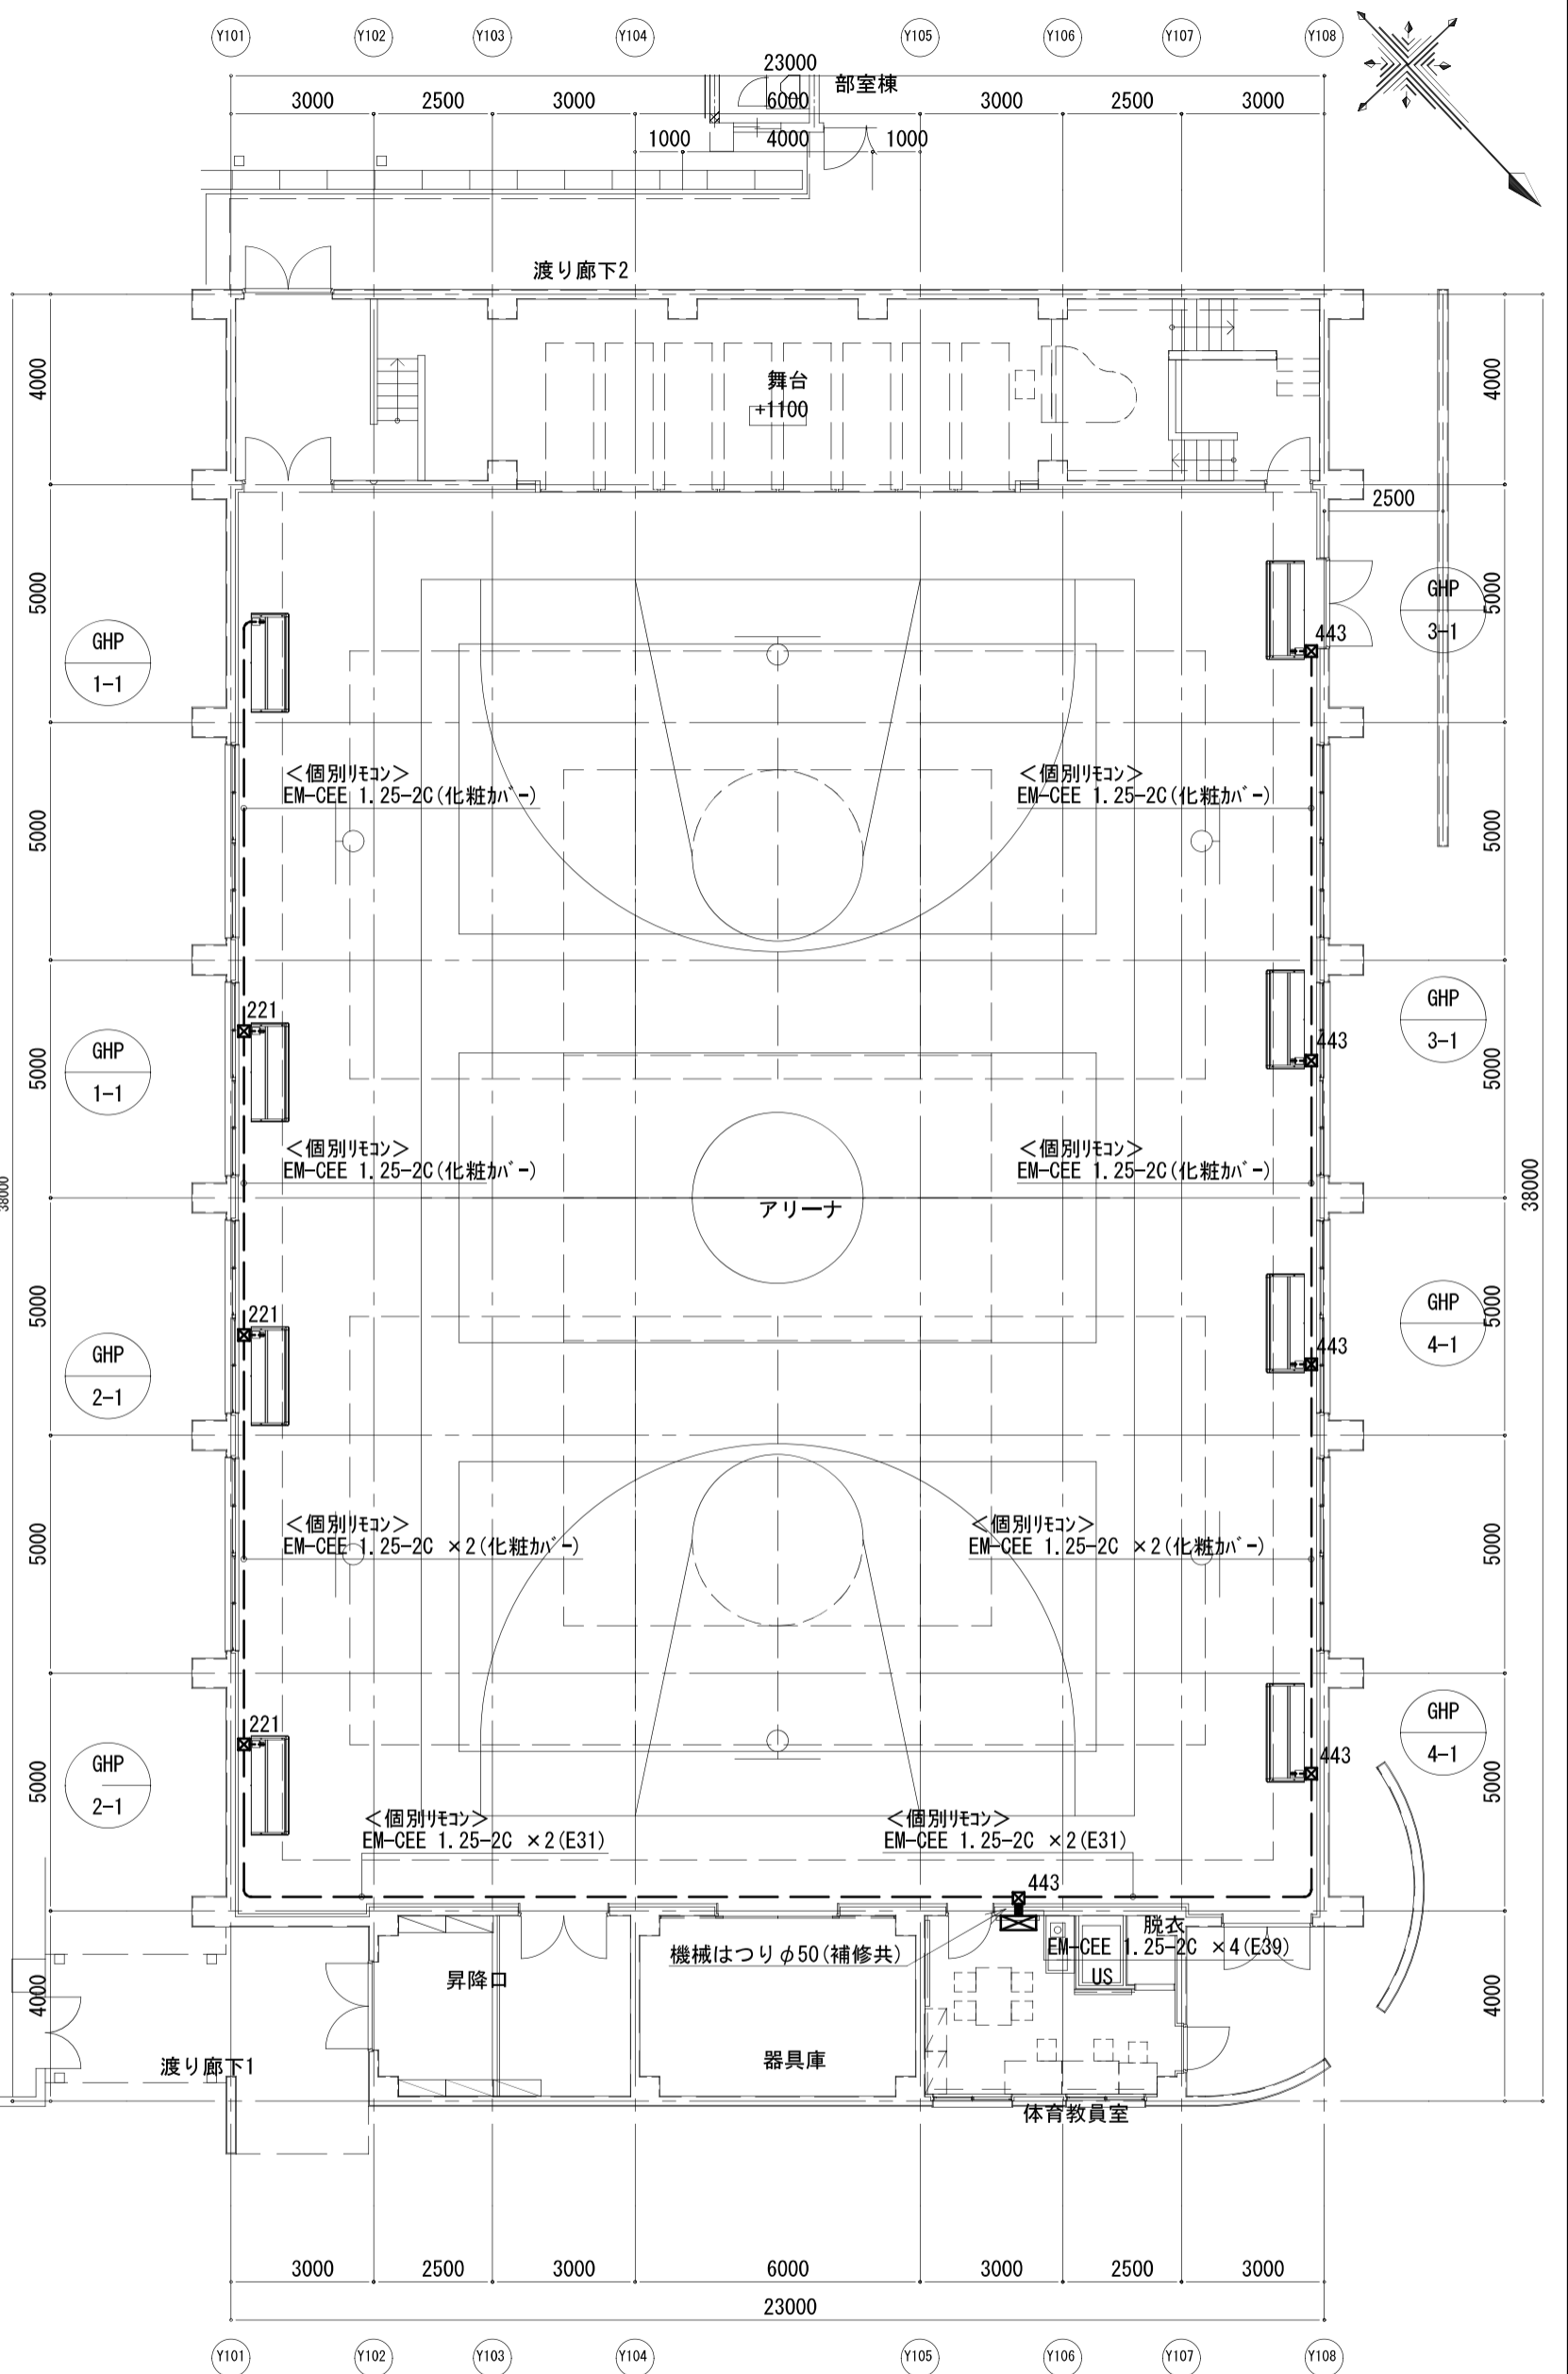 Y101 Y102 Y103 Y104 Y105 Y106 Y107 Y108
23000
部室棟
3000 2500 3000 6000 3000 2500 3000
1000 4000 1000
渡り廊下2
4000 舞台 4000
+1100
2500
5000 5000
GHP
3-1
GHP
1-1
443
<個別リモコン>
EM-CEE 1.25-2C(化粧カバー)
<個別リモコン>
EM-CEE 1.25-2C(化粧カバー)
5000 5000
221
GHP
1-1
GHP
3-1
443
5000 5000
<個別リモコン>
EM-CEE 1.25-2C(化粧カバー)
<個別リモコン>
EM-CEE 1.25-2C(化粧カバー)
38000 アリーナ 38000
221
GHP
2-1
GHP
4-1
443
5000 5000
<個別リモコン>
EM-CEE 1.25-2C ×2(化粧カバー)
<個別リモコン>
EM-CEE 1.25-2C ×2(化粧カバー)
5000 5000
221
GHP
2-1
GHP
4-1
443
5000 5000
<個別リモコン>
EM-CEE 1.25-2C ×2(E31)
<個別リモコン>
EM-CEE 1.25-2C ×2(E31)
443
脱衣
EM-CEE 1.25-2C ×4(E39)
機械はつりφ50(補修共)
US
4000 昇降口 4000
渡り廊下1
器具庫
体育教員室
3000 2500 3000 6000 3000 2500 3000
23000
Y101 Y102 Y103 Y104 Y105 Y106 Y107 Y108